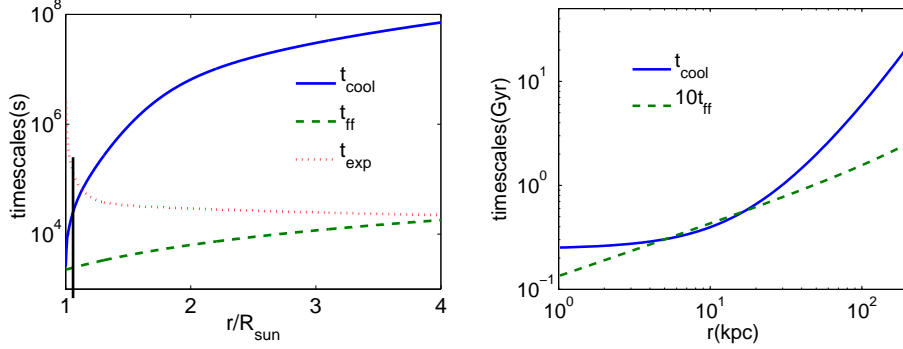 10^8
10^6
10^4
timescales(s)
t_cool
t_ff
t_exp
1 2 3 4
r/R_sun
10^1
10^0
10^-1
timescales(Gyr)
t_cool
10t_ff
10^0 10^1 10^2
r(kpc)